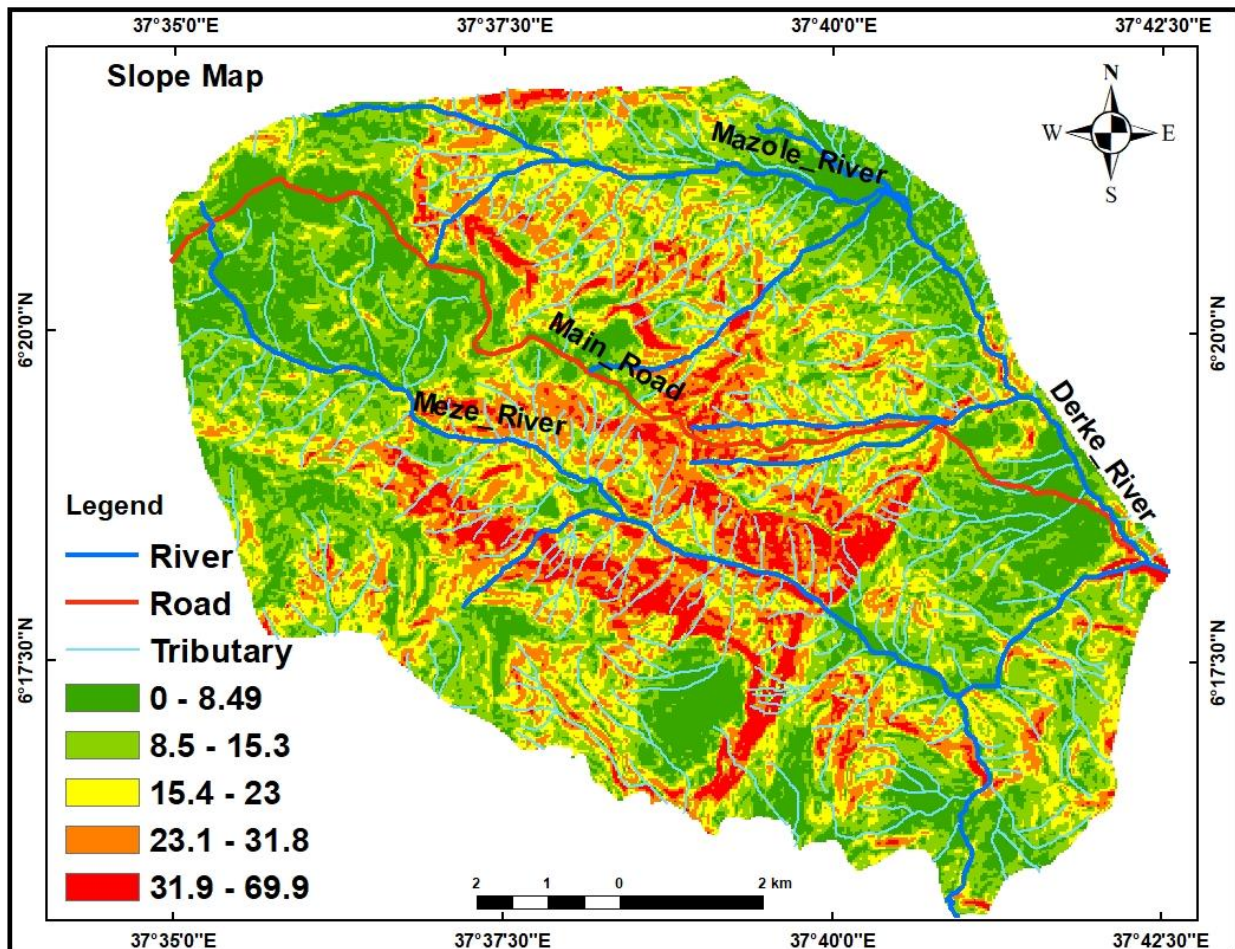 37°35'0"E 37°37'30"E 37°40'0"E 37°42'30"E
Slope Map
N
W E
S
Mazole_River
6°20'0"N
6°20'0"N
Main_Road
Meze_River
Derke_River
Legend
River
Road
Tributary
0 - 8.49
8.5 - 15.3
15.4 - 23
23.1 - 31.8
31.9 - 69.9
6°17'30"N
6°17'30"N
2 1 0 2 km
37°35'0"E 37°37'30"E 37°40'0"E 37°42'30"E